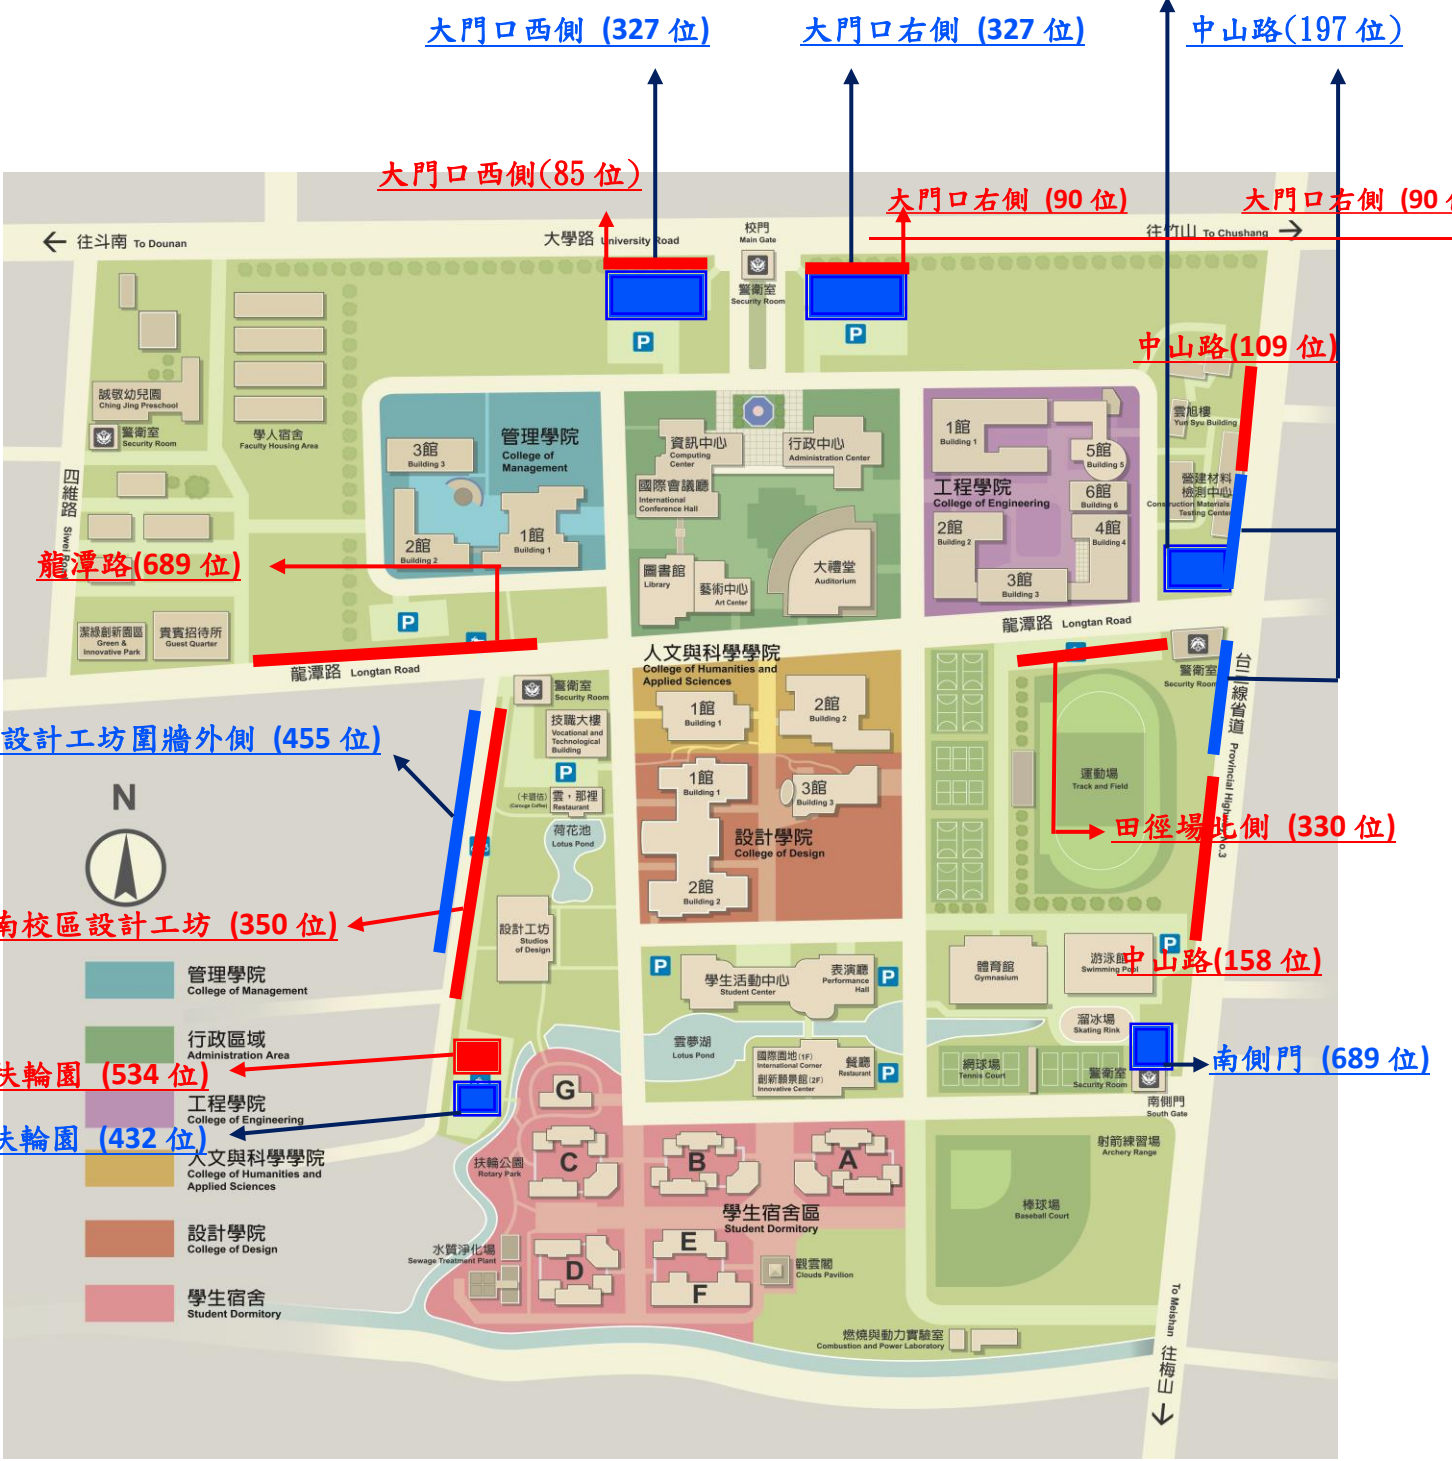 大門口西側 (327 位)
大門口右側 (327 位)
中山路(197 位)
大門口西側(85 位)
大門口右側 (90 位)
大門口右側 (90
往斗南 To Dounan
大學路 University Road
校門
Main Gate
往竹山 To Chushang
警衛室
Security Room
P
P
中山路(109 位)
誠敬幼兒園
Ching Jing Preschool
警衛室
Security Room
學人宿舍
Faculty Housing Area
四維路 Siwei Road
3館
Building 3
管理學院
College of
Management
2館
Building 2
1館
Building 1
資訊中心
Computing
Center
行政中心
Administration Center
國際會議廳
International
Conference Hall
圖書館
Library
藝術中心
Art Center
大禮堂
Auditorium
1館
Building 1
5館
Building 5
工程學院
College of Engineering
6館
Building 6
2館
Building 2
4館
Building 4
3館
Building 3
雲旭樓
Yun Syu Building
營建材料
檢測中心
Construction Materials
Testing Center
龍潭路(689 位)
P
潔綠創新園區
Green &
Innovative Park
貴賓招待所
Guest Quarter
龍潭路 Longtan Road
龍潭路 Longtan Road
警衛室
Security Room
台三線省道 Provincial Highway No.3
人文與科學學院
College of Humanities and
Applied Sciences
1館
Building 1
2館
Building 2
警衛室
Security Room
技職大樓
Vocational and
Technological
Building
P
設計工坊圍牆外側 (455 位)
(卡邇佶)
(Carouge Coffee)
雲，那裡
Restaurant
荷花池
Lotus Pond
1館
Building 1
3館
Building 3
設計學院
College of Design
2館
Building 2
運動場
Track and Field
田徑場北側 (330 位)
N
南校區設計工坊 (350 位)
設計工坊
Studios
of Design
P
學生活動中心
Student Center
表演廳
Performance
Hall
P
體育館
Gymnasium
游泳館
Swimming Pool
P
中山路(158 位)
管理學院
College of Management
行政區域
Administration Area
雲夢湖
Lotus Pond
國際園地(1F)
International Corner
創新願景館(2F)
Innovative Center
餐廳
Restaurant
P
溜冰場
Skating Rink
網球場
Tennis Court
警衛室
Security Room
南側門 (689 位)
南側門
South Gate
扶輪園 (534 位)
工程學院
College of Engineering
扶輪園 (432 位)
人文與科學學院
College of Humanities and
Applied Sciences
扶輪公園
Rotary Park
G
C
B
A
學生宿舍區
Student Dormitory
射箭練習場
Archery Range
棒球場
Baseball Court
設計學院
College of Design
水質淨化場
Sewage Treatment Plant
D
E
F
觀雲閣
Clouds Pavilion
學生宿舍
Student Dormitory
燃燒與動力實驗室
Combustion and Power Laboratory
To Meishan 往梅山